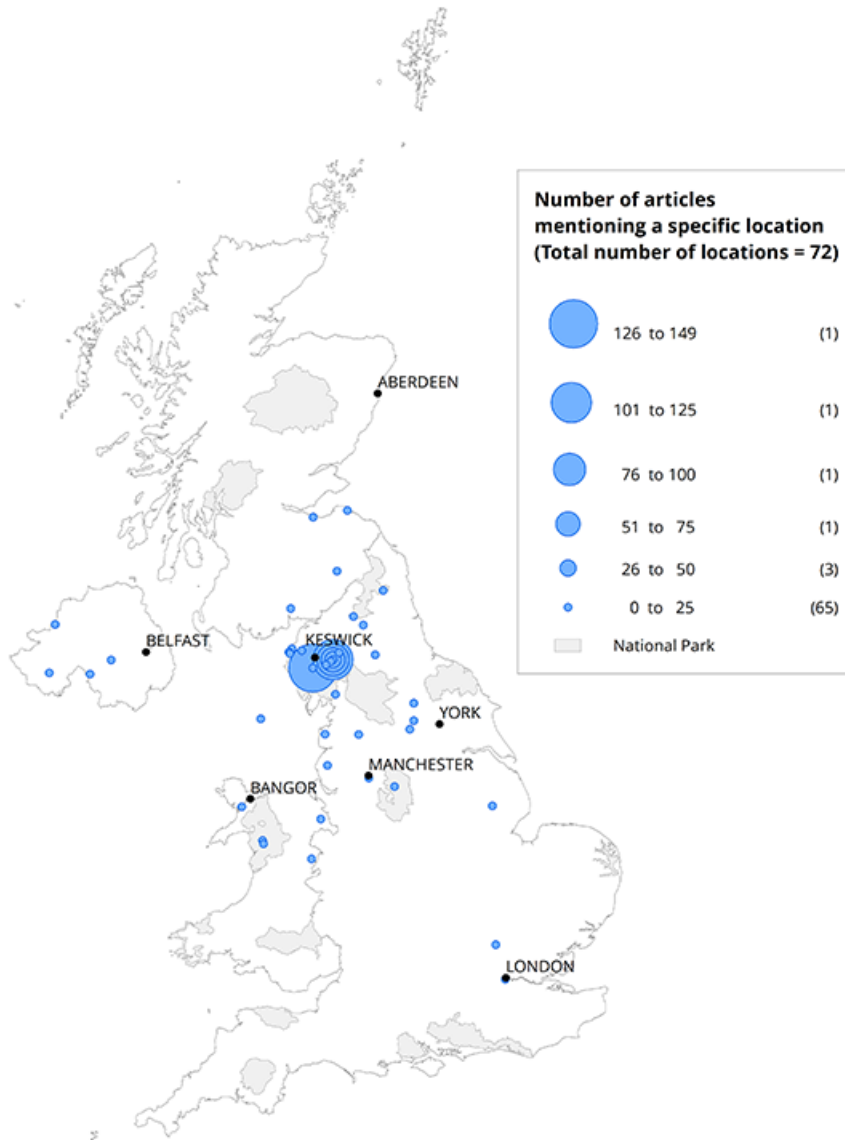 Number of articles
mentioning a specific location
(Total number of locations = 72)
126 to 149 (1)
101 to 125 (1)
76 to 100 (1)
51 to 75 (1)
26 to 50 (3)
0 to 25 (65)
National Park
ABERDEEN
BELFAST
KESWICK
YORK
MANCHESTER
BANGOR
LONDON